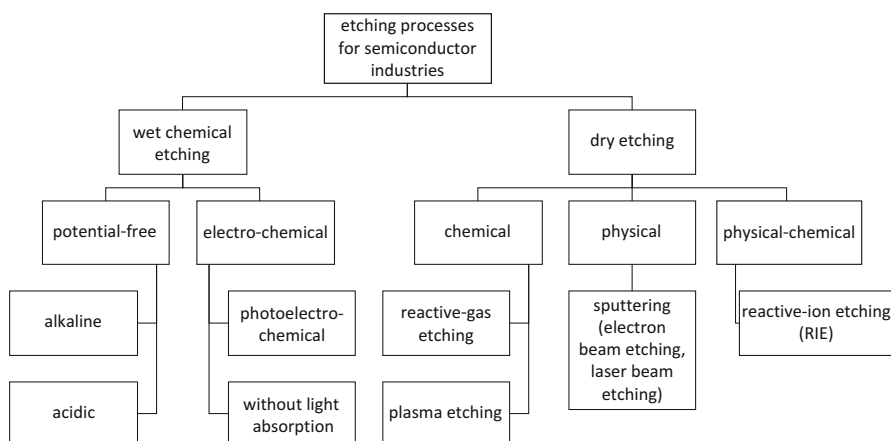 etching processes
for semiconductor
industries
wet chemical
etching
dry etching
potential-free
electro-chemical
chemical
physical
physical-chemical
alkaline
photoelectro-
chemical
reactive-gas
etching
sputtering
(electron
beam etching,
laser beam
etching)
reactive-ion etching
(RIE)
acidic
without light
absorption
plasma etching